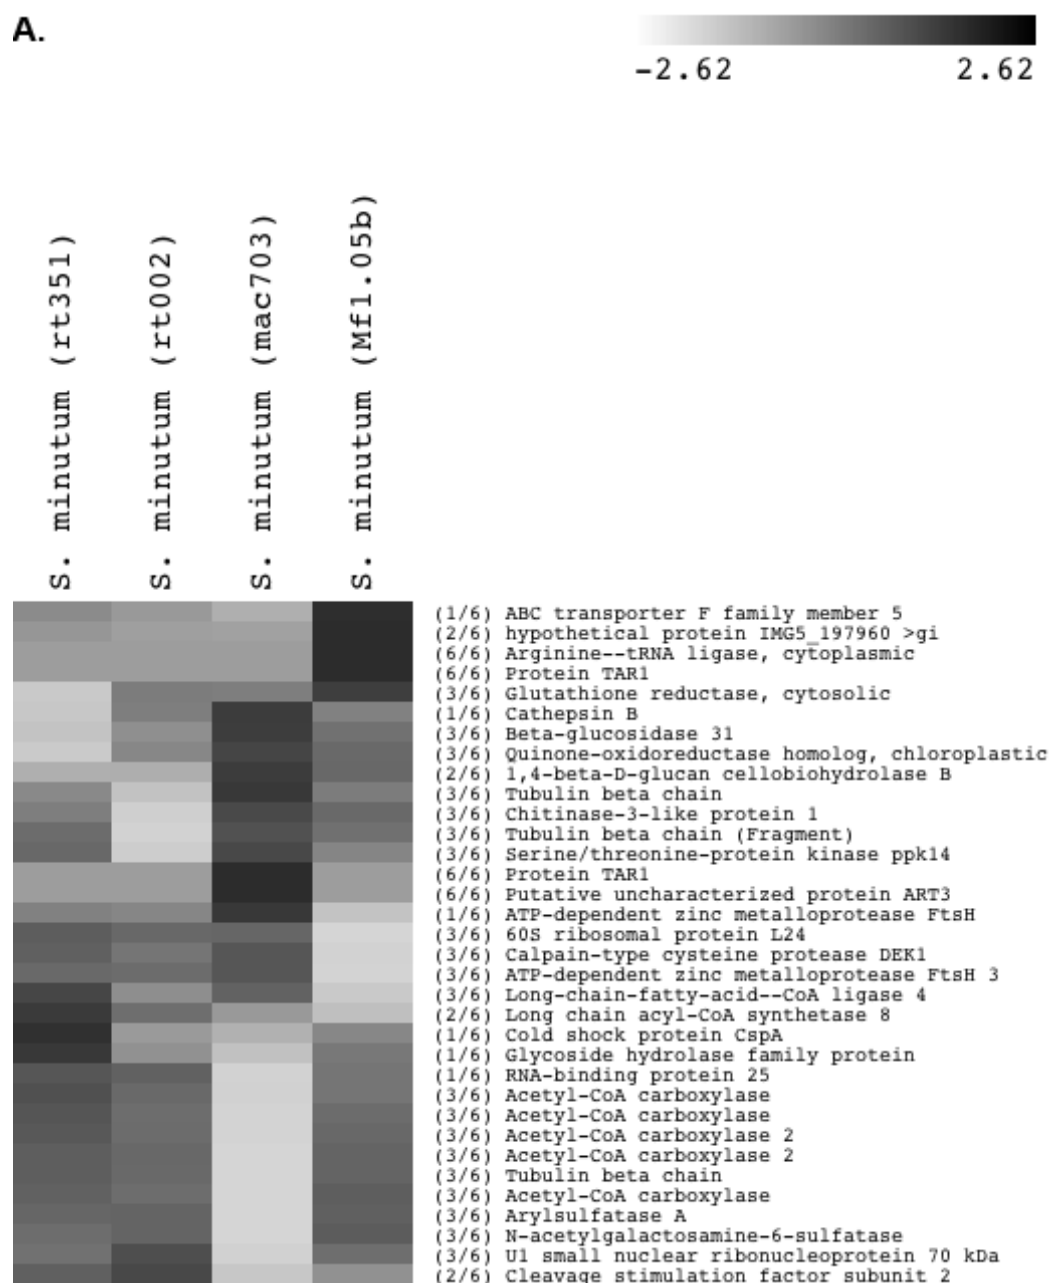 A.
-2.62 2.62
S. minutum (rt351)
S. minutum (rt002)
S. minutum (mac703)
S. minutum (Mf1.05b)
(1/6) ABC transporter F family member 5
(2/6) hypothetical protein IMG5_197960 >gi
(6/6) Arginine--tRNA ligase, cytoplasmic
(6/6) Protein TAR1
(3/6) Glutathione reductase, cytosolic
(1/6) Cathepsin B
(3/6) Beta-glucosidase 31
(3/6) Quinone-oxidoreductase homolog, chloroplastic
(2/6) 1,4-beta-D-glucan cellobiohydrolase B
(3/6) Tubulin beta chain
(3/6) Chitinase-3-like protein 1
(3/6) Tubulin beta chain (Fragment)
(3/6) Serine/threonine-protein kinase ppk14
(6/6) Protein TAR1
(6/6) Putative uncharacterized protein ART3
(1/6) ATP-dependent zinc metalloprotease FtsH
(3/6) 60S ribosomal protein L24
(3/6) Calpain-type cysteine protease DEK1
(3/6) ATP-dependent zinc metalloprotease FtsH 3
(3/6) Long-chain-fatty-acid--CoA ligase 4
(2/6) Long chain acyl-CoA synthetase 8
(1/6) Cold shock protein CspA
(1/6) Glycoside hydrolase family protein
(1/6) RNA-binding protein 25
(3/6) Acetyl-CoA carboxylase
(3/6) Acetyl-CoA carboxylase
(3/6) Acetyl-CoA carboxylase 2
(3/6) Acetyl-CoA carboxylase 2
(3/6) Tubulin beta chain
(3/6) Acetyl-CoA carboxylase
(3/6) Arylsulfatase A
(3/6) N-acetylgalactosamine-6-sulfatase
(3/6) U1 small nuclear ribonucleoprotein 70 kDa
(2/6) Cleavage stimulation factor subunit 2